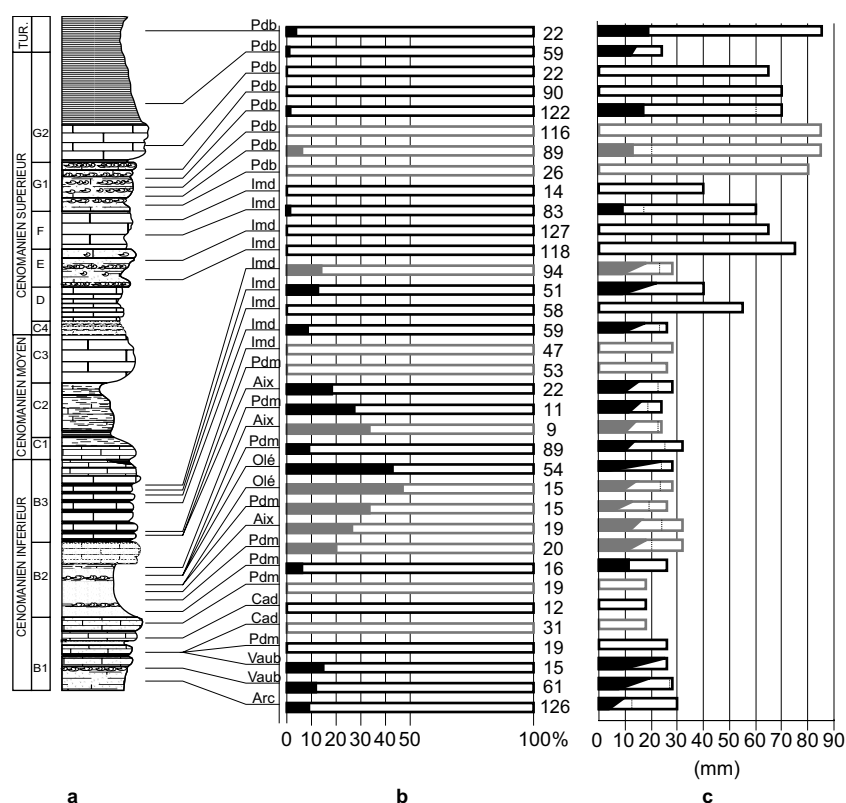 TUR.
CENOMANIEN SUPERIEUR
CENOMANIEN MOYEN
CENOMANIEN INFERIEUR
G2
G1
F
E
D
C4
C3
C2
C1
B3
B2
B1
Pdb 22
Pdb 59
Pdb 22
Pdb 90
Pdb 122
Pdb 116
Pdb 89
Pdb 26
Imd 14
Imd 83
Imd 127
Imd 118
Imd 94
Imd 51
Imd 58
Imd 59
Imd 47
Pdm 53
Aix 22
Pdm 11
Aix 9
Pdm 89
Olé 54
Olé 15
Pdm 15
Aix 19
Pdm 20
Pdm 16
Pdm 19
Cad 12
Cad 31
Pdm 19
Vaub 15
Vaub 61
Arc 126
0 10 20 30 40 50 100%
0 10 20 30 40 50 60 70 80 90
(mm)
a b c